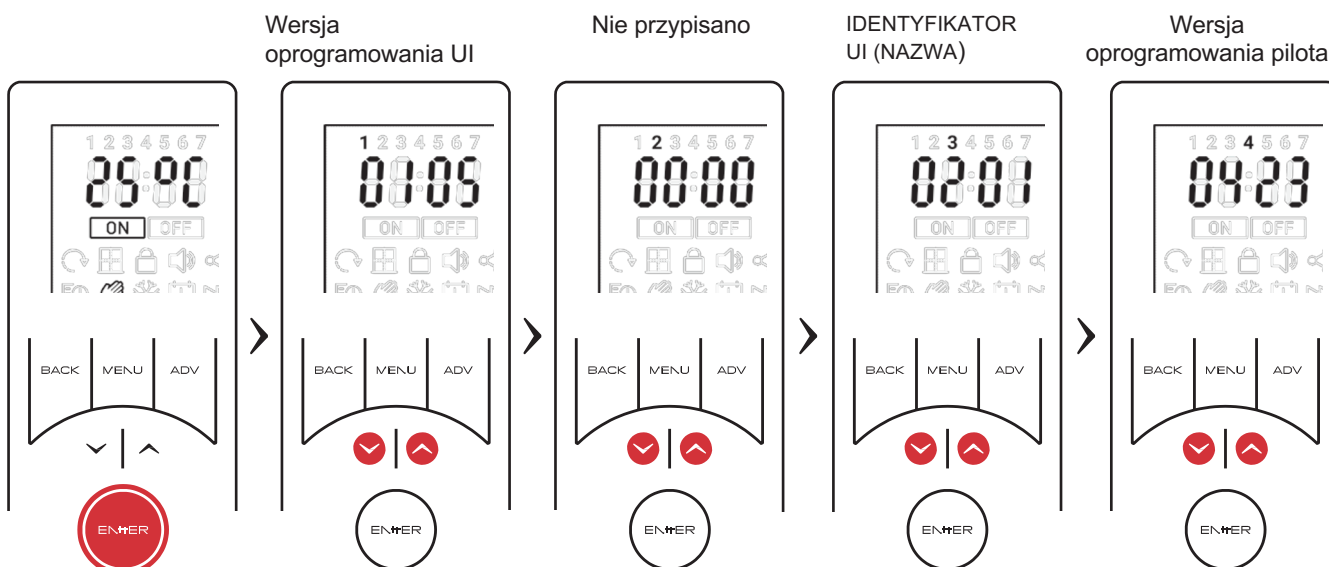 Wersja
oprogramowania UI
Nie przypisano
IDENTYFIKATOR
UI (NAZWA)
Wersja
oprogramowania pilota
1 2 3 4 5 6 7
25ºC
ON OFF
BACK MENU ADV
ENTER
1 2 3 4 5 6 7
01:05
ON OFF
BACK MENU ADV
ENTER
1 2 3 4 5 6 7
00:00
ON OFF
BACK MENU ADV
ENTER
1 2 3 4 5 6 7
02:01
ON OFF
BACK MENU ADV
ENTER
1 2 3 4 5 6 7
04:23
ON OFF
BACK MENU ADV
ENTER